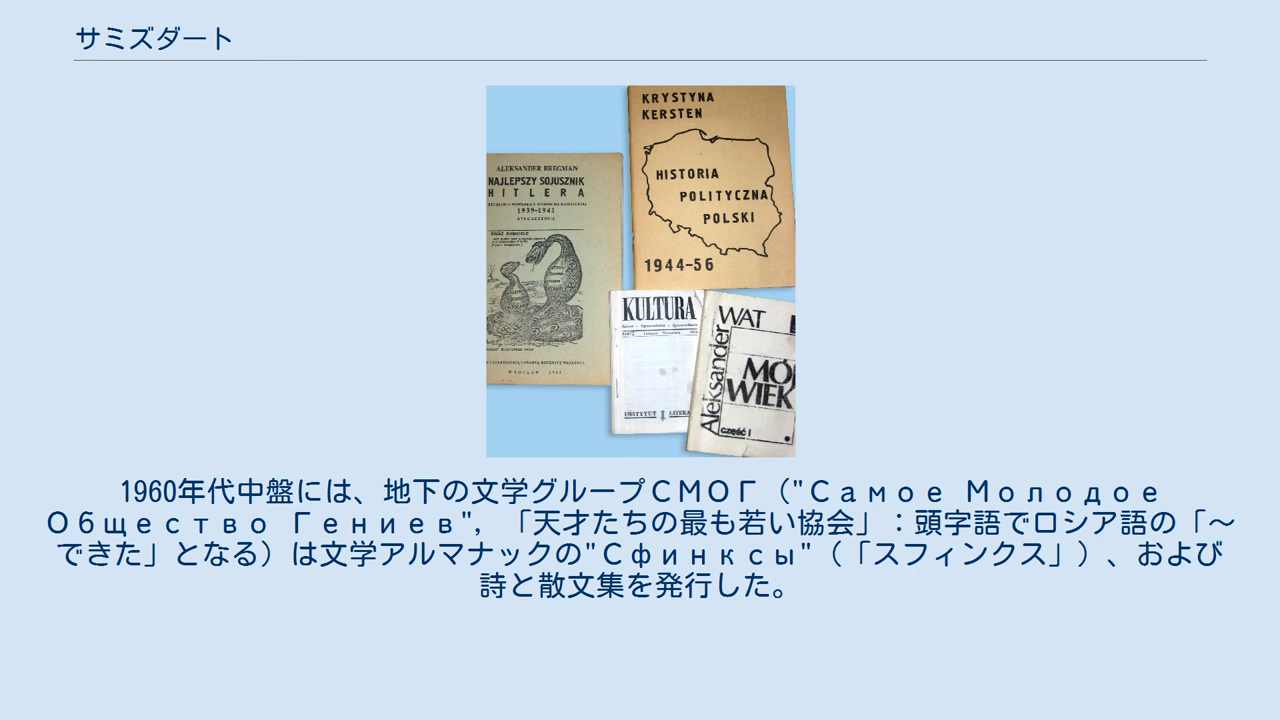 サミズダート
KRYSTYNA
KERSTEN
HISTORIA
POLITYCZNA
POLSKI
1944-56
ALEKSANDER BREGMAN
NAJLEPSZY SOJUSZNIK
HITLERA
1939-1941
WROCŁAW 1983
KULTURA
INSTYTUT
Aleksander
WAT
MÓ
WIEK
część I
1960年代中盤には、地下の文学グループСМОГ（"Самое Молодое
Общество Гениев", 「天才たちの最も若い協会」：頭字語でロシア語の「～
できた」となる）は文学アルマナックの"Сфинксы"（「スフィンクス」）、および
詩と散文集を発行した。